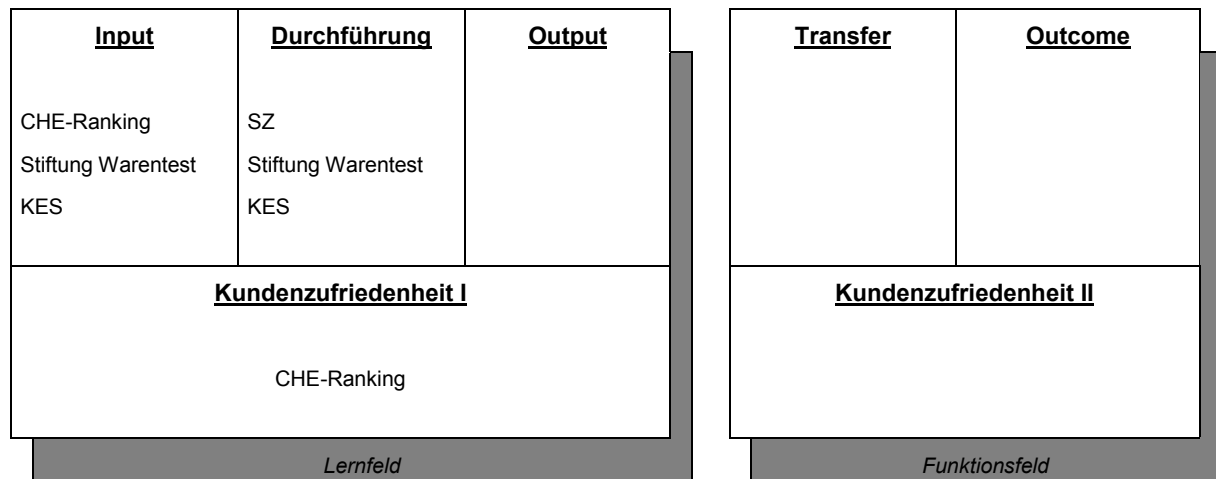 Input
CHE-Ranking
Stiftung Warentest
KES
Durchführung
SZ
Stiftung Warentest
KES
Output
Kundenzufriedenheit I
CHE-Ranking
Lernfeld
Transfer
Outcome
Kundenzufriedenheit II
Funktionsfeld